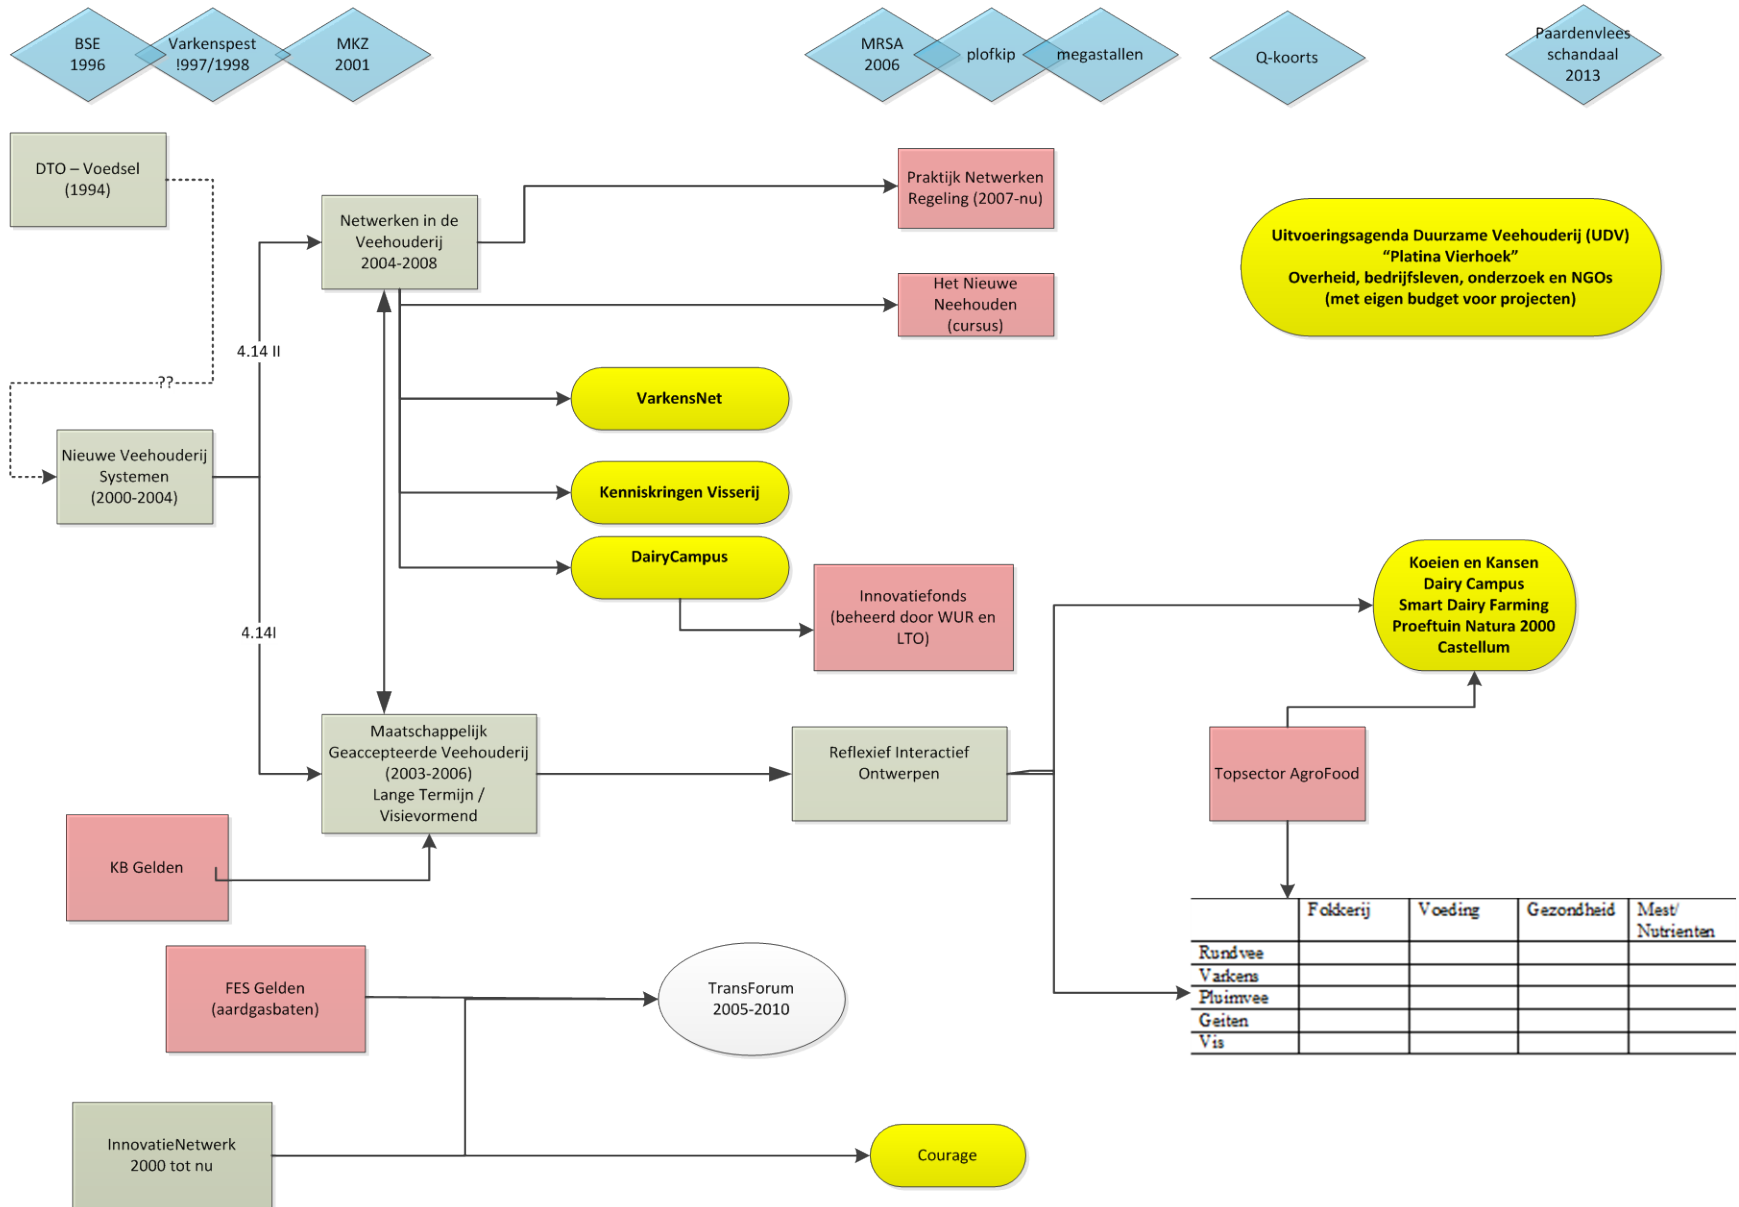 BSE
1996
Varkenspest
!997/1998
MKZ
2001
MRSA
2006
plofkip
megastallen
Q-koorts
Paardenvlees
schandaal
2013
DTO – Voedsel
(1994)
Netwerken in de
Veehouderij
2004-2008
Praktijk Netwerken
Regeling (2007-nu)
Uitvoeringsagenda Duurzame Veehouderij (UDV)
“Platina Vierhoek”
Overheid, bedrijfsleven, onderzoek en NGOs
(met eigen budget voor projecten)
Het Nieuwe
Neehouden
(cursus)
4.14 II
??
VarkensNet
Nieuwe Veehouderij
Systemen
(2000-2004)
Kenniskringen Visserij
DairyCampus
Koeien en Kansen
Dairy Campus
Smart Dairy Farming
Proeftuin Natura 2000
Castellum
Innovatiefonds
(beheerd door WUR en
LTO)
4.14I
Maatschappelijk
Geaccepteerde Veehouderij
(2003-2006)
Lange Termijn /
Visievormend
Reflexief Interactief
Ontwerpen
Topsector AgroFood
KB Gelden
Fokkerij
Voeding
Gezondheid
Mest/
Nutrienten
Rundvee
Varkens
Pluimvee
Geiten
Vis
FES Gelden
(aardgasbaten)
TransForum
2005-2010
InnovatieNetwerk
2000 tot nu
Courage